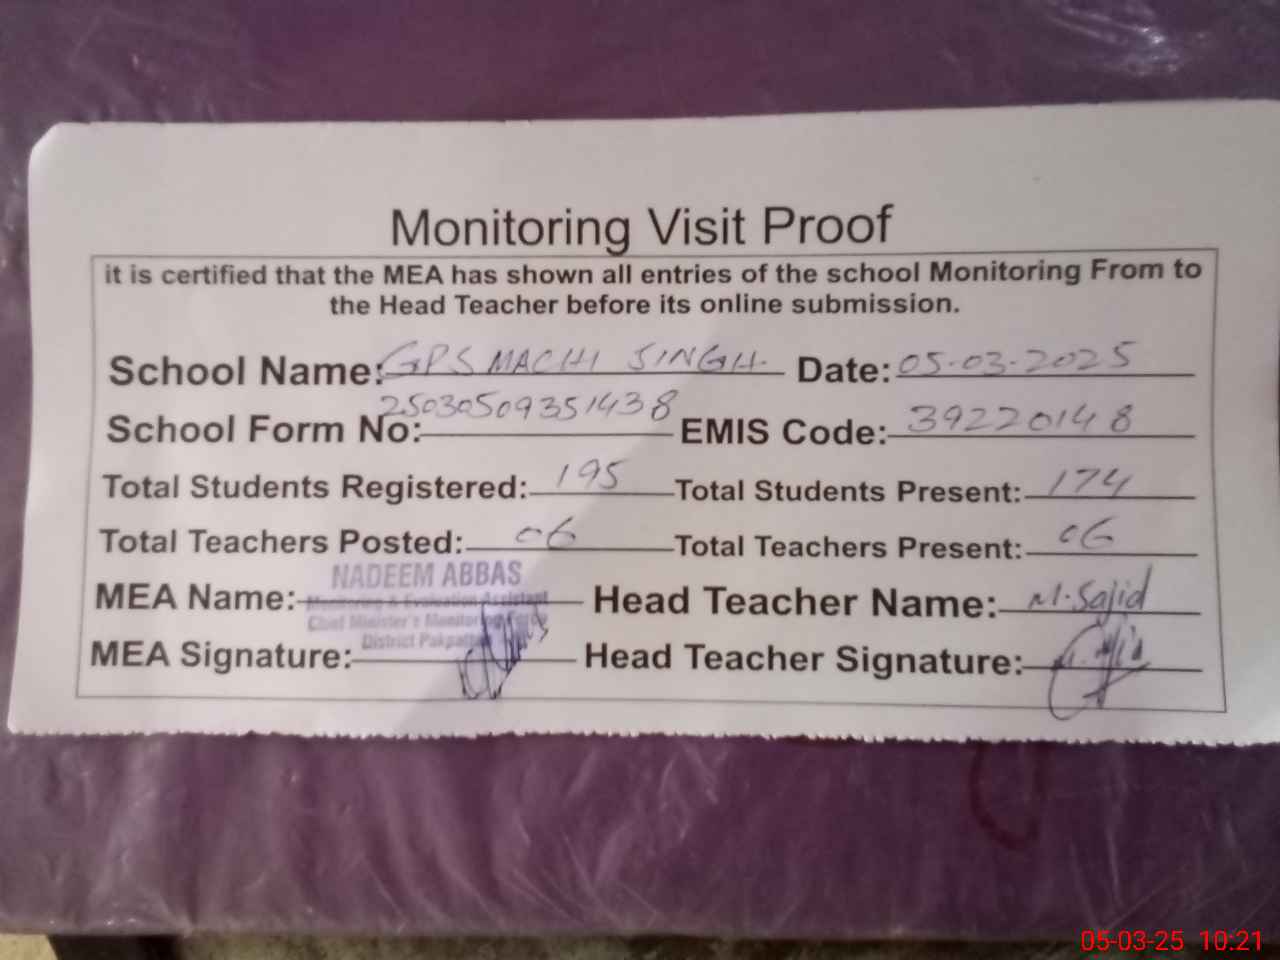 Monitoring Visit Proof
it is certified that the MEA has shown all entries of the school Monitoring From to
the Head Teacher before its online submission.
School Name: GPS MACHI SINGH. Date: 05-03-2025
School Form No: 25030509351438 EMIS Code: 39220148
Total Students Registered: 195 Total Students Present: 174
Total Teachers Posted: 06 Total Teachers Present: 06
MEA Name: NADEEM ABBAS Head Teacher Name: M.Sajid
Monitoring & Evaluation Assistant
Chief Minister's Monitoring Force
District Pakpattan
MEA Signature: Head Teacher Signature:
05-03-25 10:21